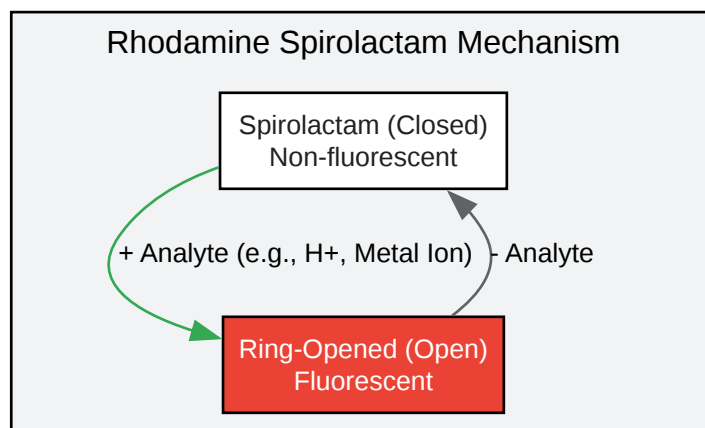 Rhodamine Spirolactam Mechanism
Spirolactam (Closed)
Non-fluorescent
+ Analyte (e.g., H+, Metal Ion)
- Analyte
Ring-Opened (Open)
Fluorescent